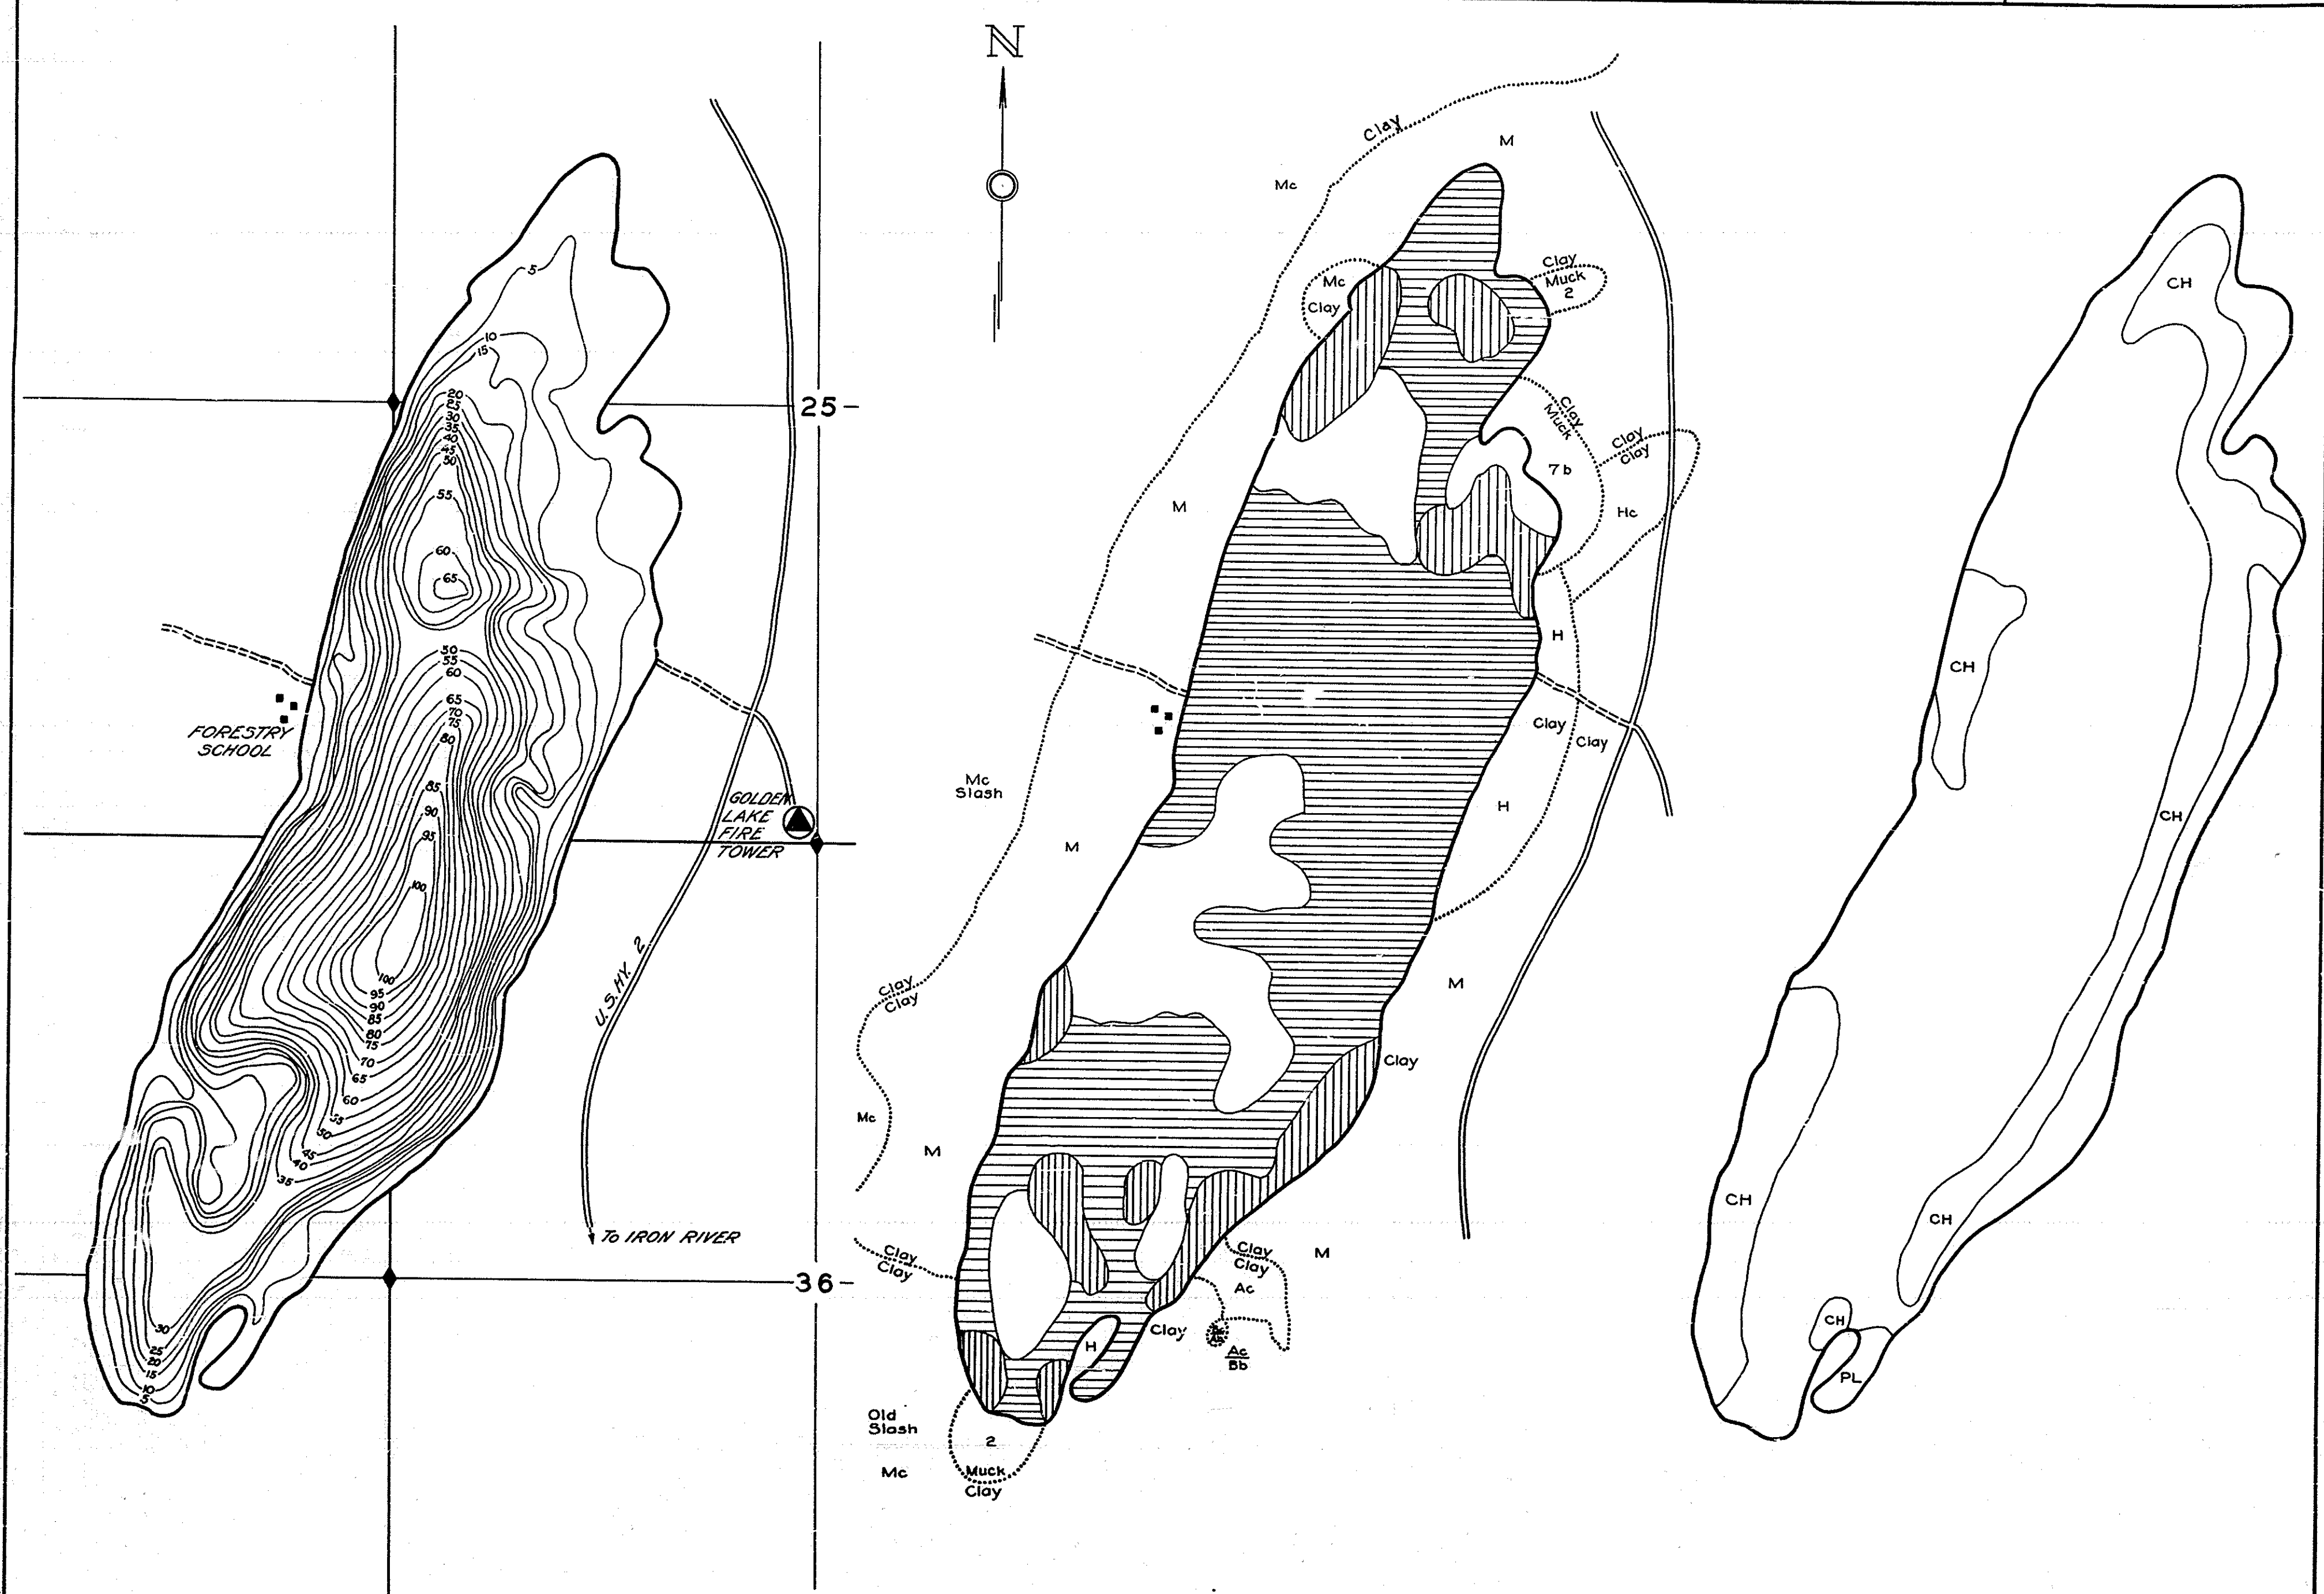 5
10
15
20
25
30
35
40
45
50
55
60
65
50
55
60
65
70
75
80
85
90
95
100
100
95
90
85
80
75
70
65
60
55
50
45
40
35
30
25
20
15
10
5
25
36
FORESTRY
SCHOOL
GOLDEN
LAKE
FIRE
TOWER
U.S.HY. 2
To IRON RIVER
N
Clay
M
Mc
Mc
Clay
Clay
Muck
2
Clay
Muck
Clay
Clay
7b
Hc
M
H
Clay
Clay
Mc
Slash
H
M
Clay
Clay
M
Clay
Mc
M
Clay
Clay
Clay
Clay
M
Ac
Clay
Ac
Bb
H
Old
Slash
2
Mc
Muck
Clay
CH
CH
CH
CH
CH
CH
PL